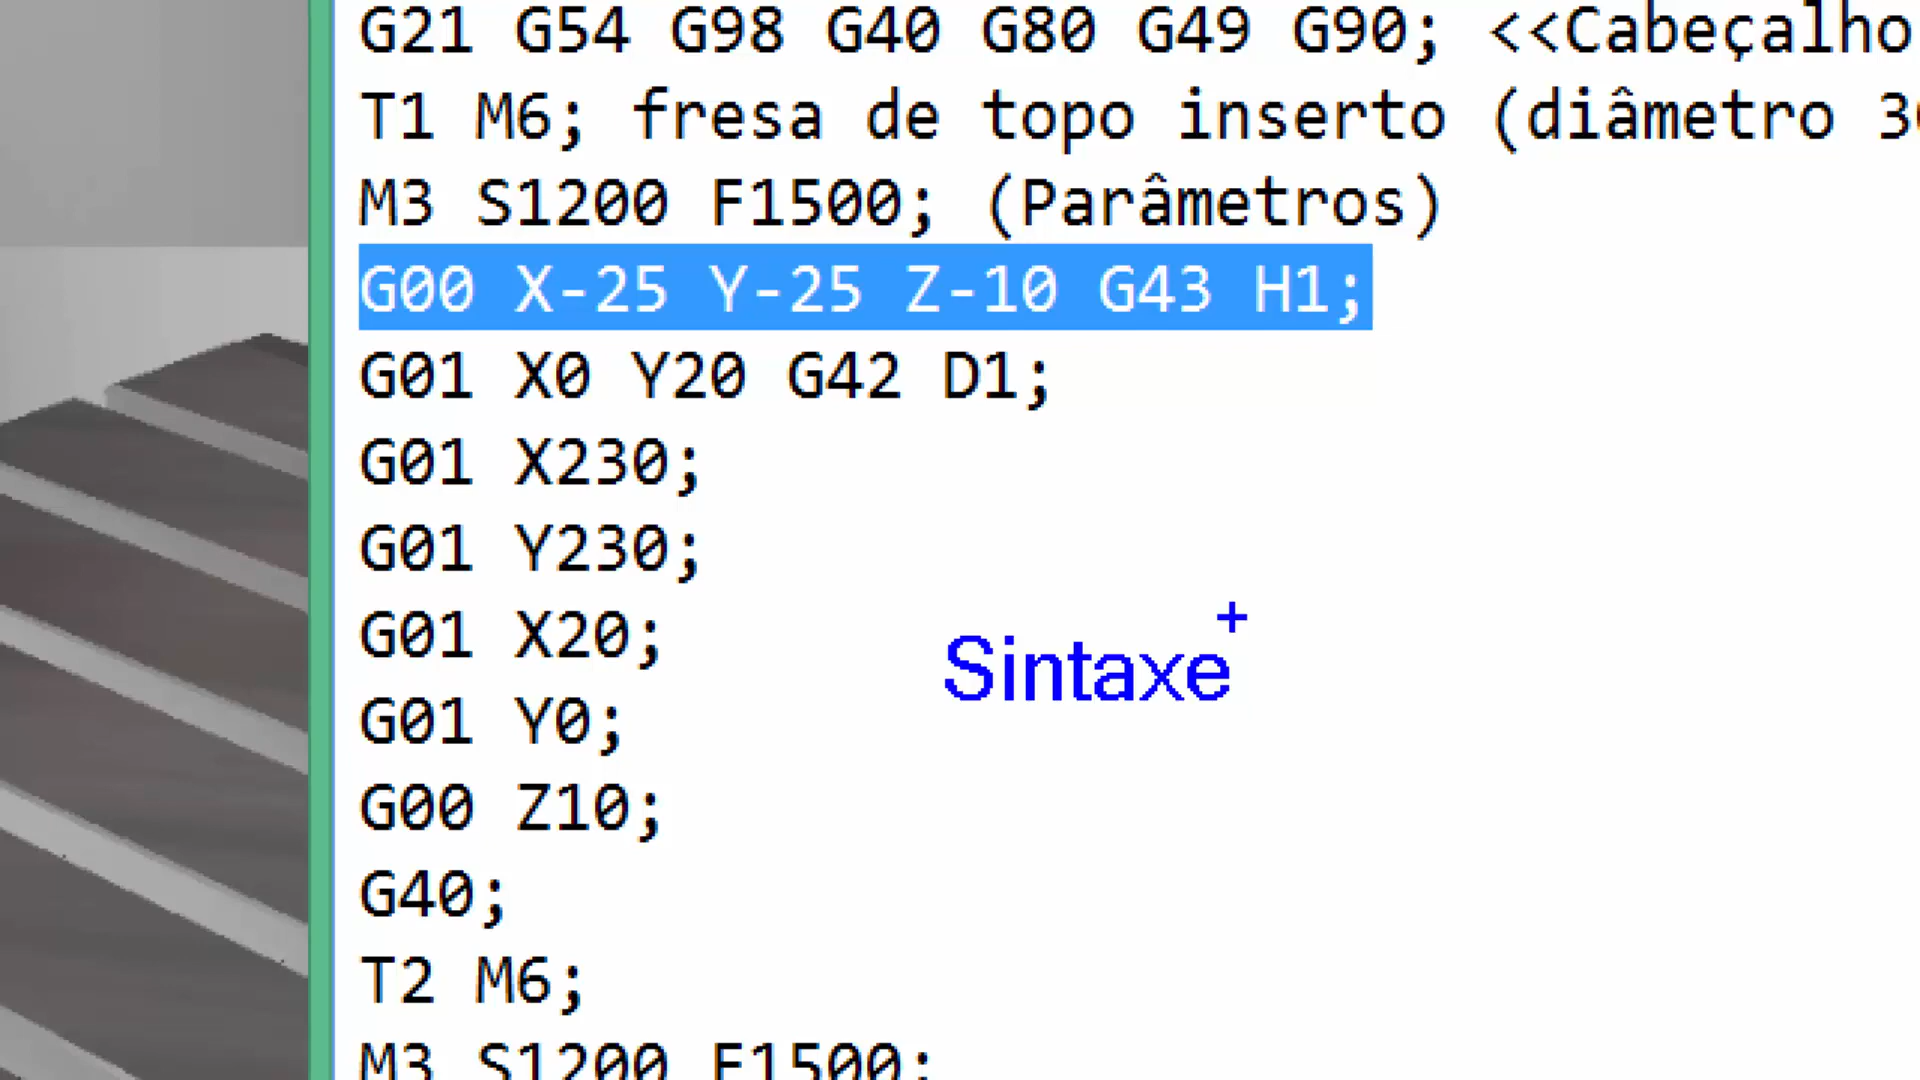 G21 G54 G98 G40 G80 G49 G90; <<Cabeçalho
T1 M6; fresa de topo inserto (diâmetro 30
M3 S1200 F1500; (Parâmetros)
G00 X-25 Y-25 Z-10 G43 H1;
G01 X0 Y20 G42 D1;
G01 X230;
G01 Y230;
G01 X20;
Sintaxe
G01 Y0;
G00 Z10;
G40;
T2 M6;
M3 S1200 F1500;